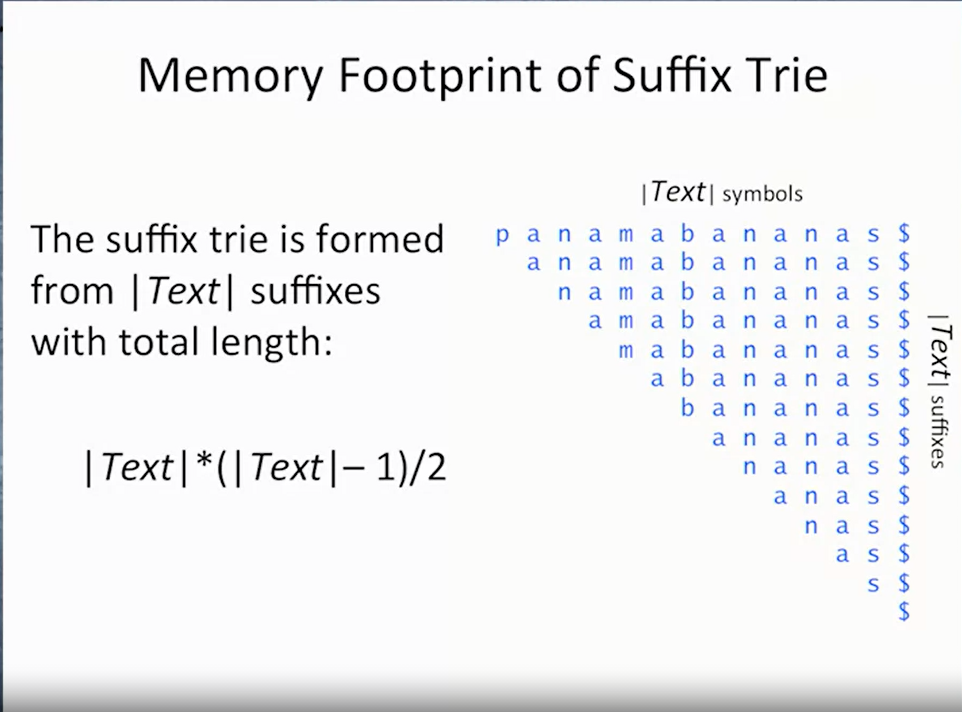 Memory Footprint of Suffix Trie
The suffix trie is formed
from |Text| suffixes
with total length:
|Text|*(|Text|– 1)/2
|Text| symbols
p a n a m a b a n a n a s $
a n a m a b a n a n a s $
n a m a b a n a n a s $
a m a b a n a n a s $
m a b a n a n a s $
a b a n a n a s $
b a n a n a s $
a n a n a s $
n a n a s $
a n a s $
n a s $
a s $
s $
$
|Text| suffixes